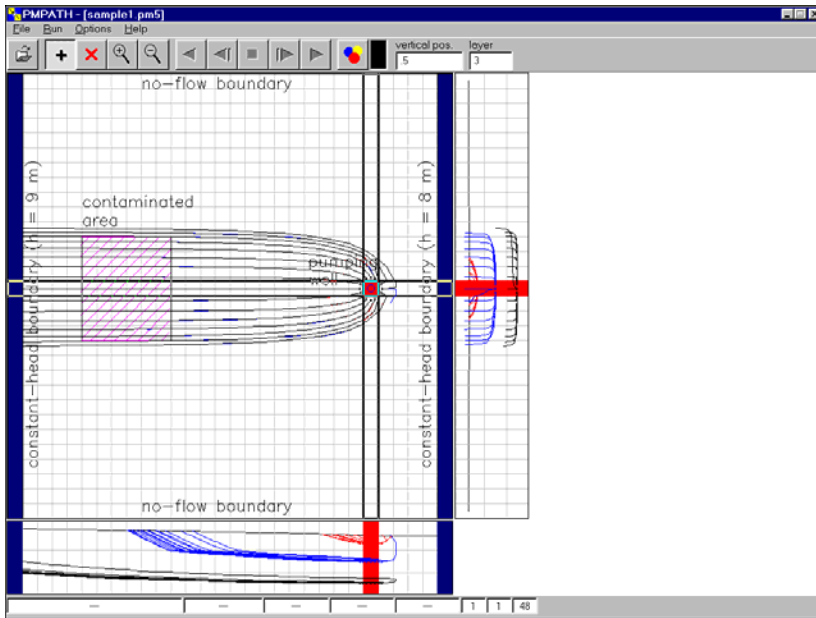 PMPATH - [sample1.pm5]
File Run Options Help
vertical pos. layer
.5 3
no-flow boundary
constant-head boundary (h = 9 m)
contaminated
area
pumping
well
constant-head boundary (h = 8 m)
no-flow boundary
— — — — — 1 1 48